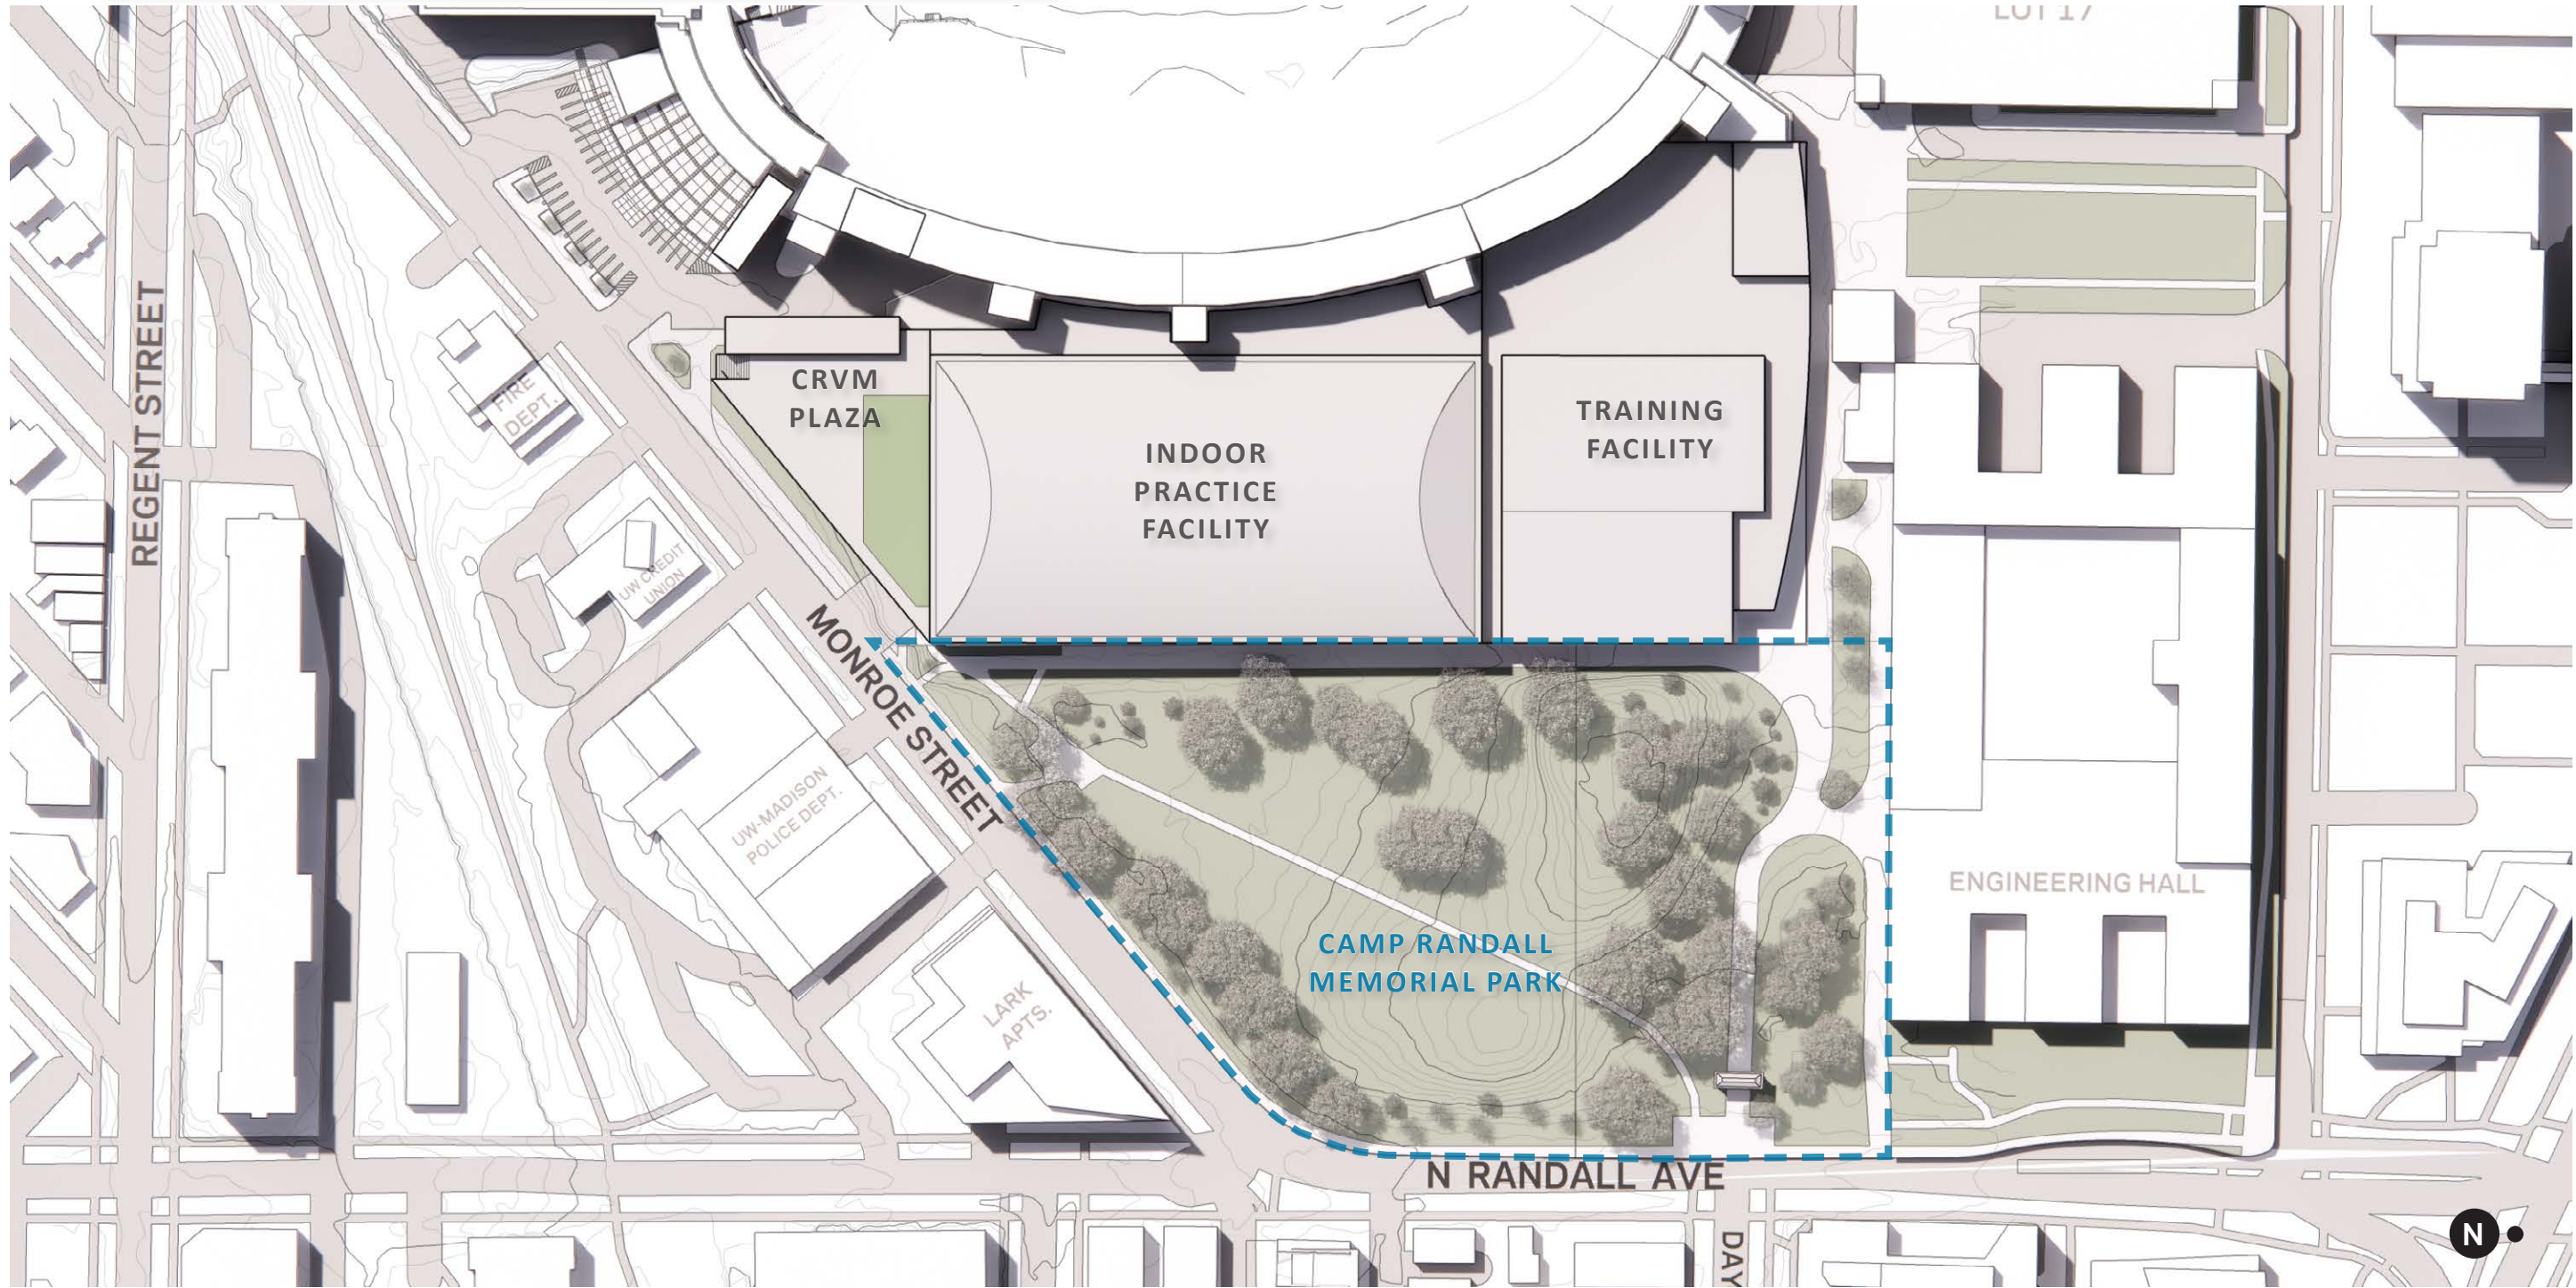 LOT 17
REGENT STREET
FIRE
DEPT.
CRVM
PLAZA
INDOOR
PRACTICE
FACILITY
TRAINING
FACILITY
UW CREDIT
UNION
MONROE STREET
UW-MADISON
POLICE DEPT.
LARK
APTS.
CAMP RANDALL
MEMORIAL PARK
ENGINEERING HALL
N RANDALL AVE
DAY
N